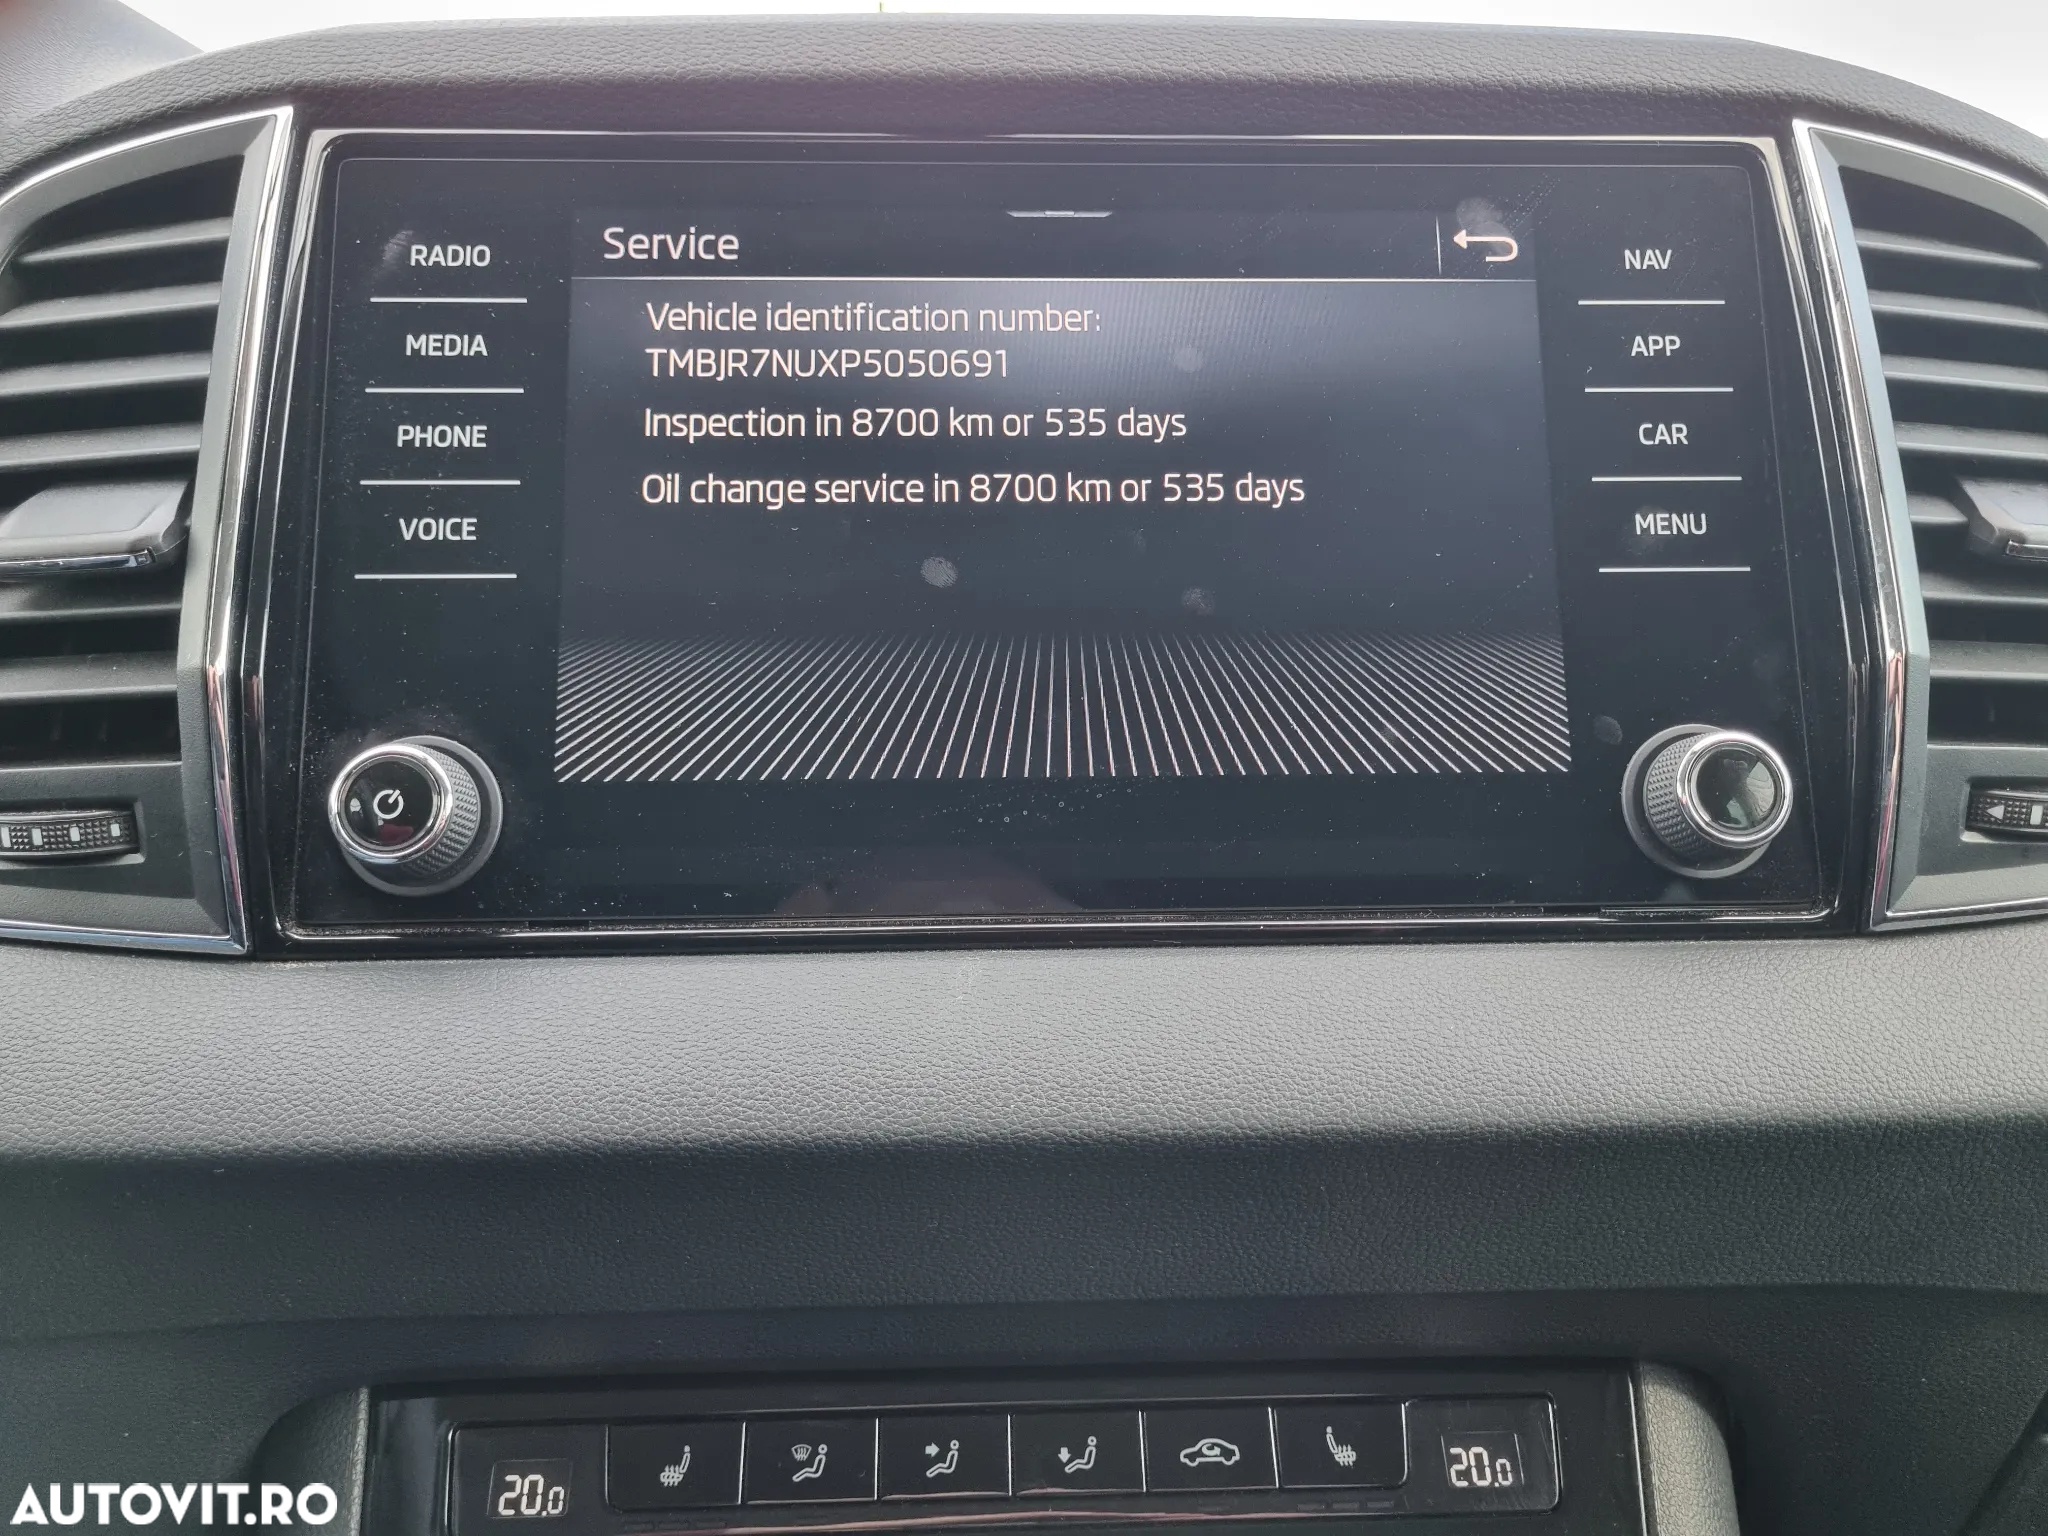 Service
RADIO
MEDIA
PHONE
VOICE
Vehicle identification number:
TMBJR7NUXP5050691
Inspection in 8700 km or 535 days
Oil change service in 8700 km or 535 days
NAV
APP
CAR
MENU
20.0
20.0
AUTOVIT.RO